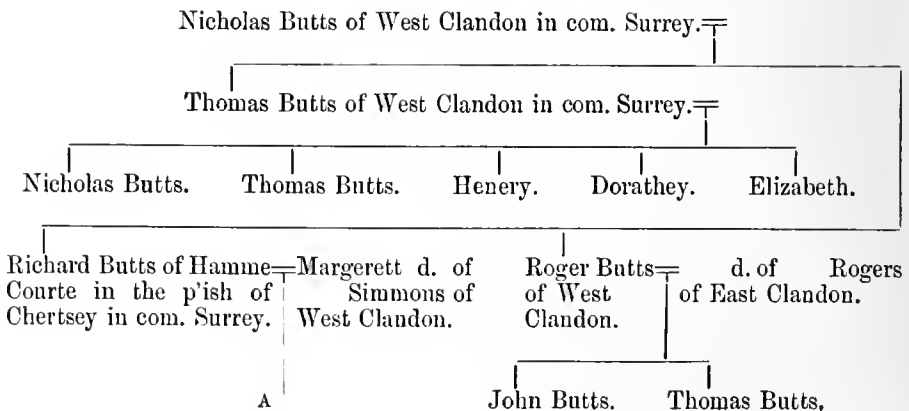 Nicholas Butts of West Clandon in com. Surrey.
Thomas Butts of West Clandon in com. Surrey.
Nicholas Butts. Thomas Butts. Henery. Dorathey. Elizabeth.
Richard Butts of Hamme Courte in the p'ish of Chertsey in com. Surrey.
Margerett d. of Simmons of West Clandon.
Roger Butts of West Clandon.
d. of Rogers of East Clandon.
A
John Butts. Thomas Butts.